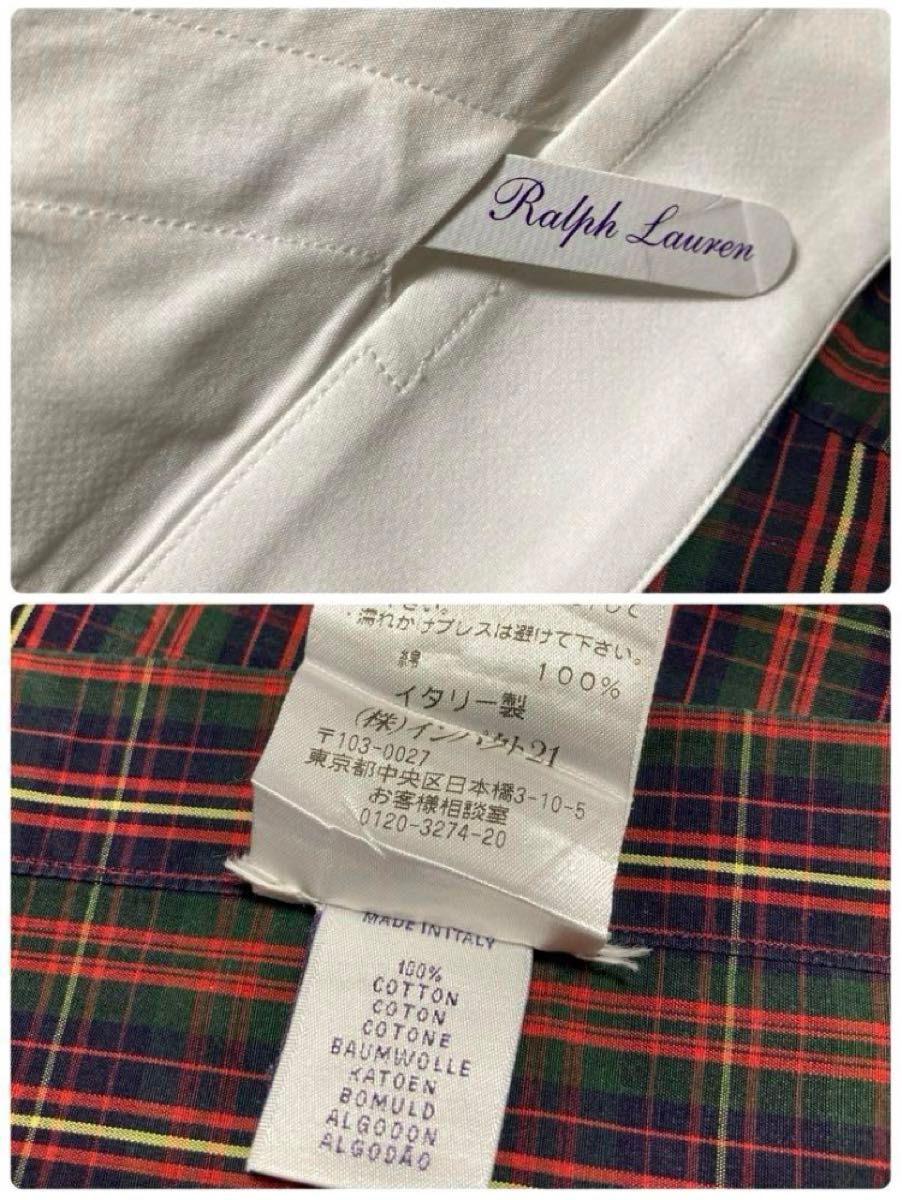 Ralph Lauren
・濡れかけプレスは避けて下さい。
綿 100%
イタリー製
(株)インパクト21
〒103-0027
東京都中央区日本橋3-10-5
お客様相談室
0120-3274-20
MADE IN ITALY
100%
COTTON
COTON
COTONE
BAUMWOLLE
KATOEN
BOMULD
ALGODON
ALGODÃO